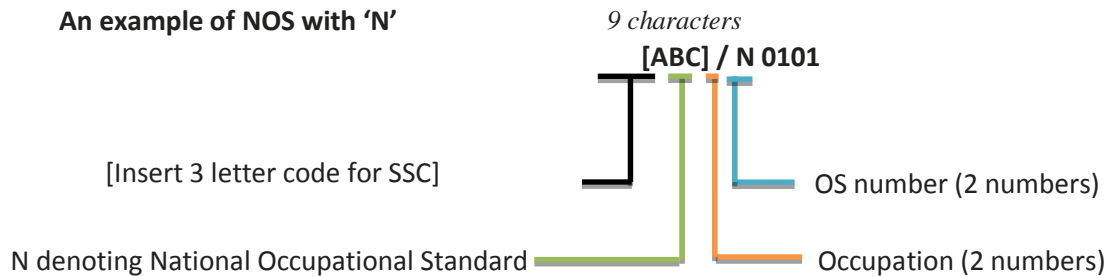 An example of NOS with ‘N’
9 characters
[ABC] / N 0101
[Insert 3 letter code for SSC]
OS number (2 numbers)
N denoting National Occupational Standard
Occupation (2 numbers)